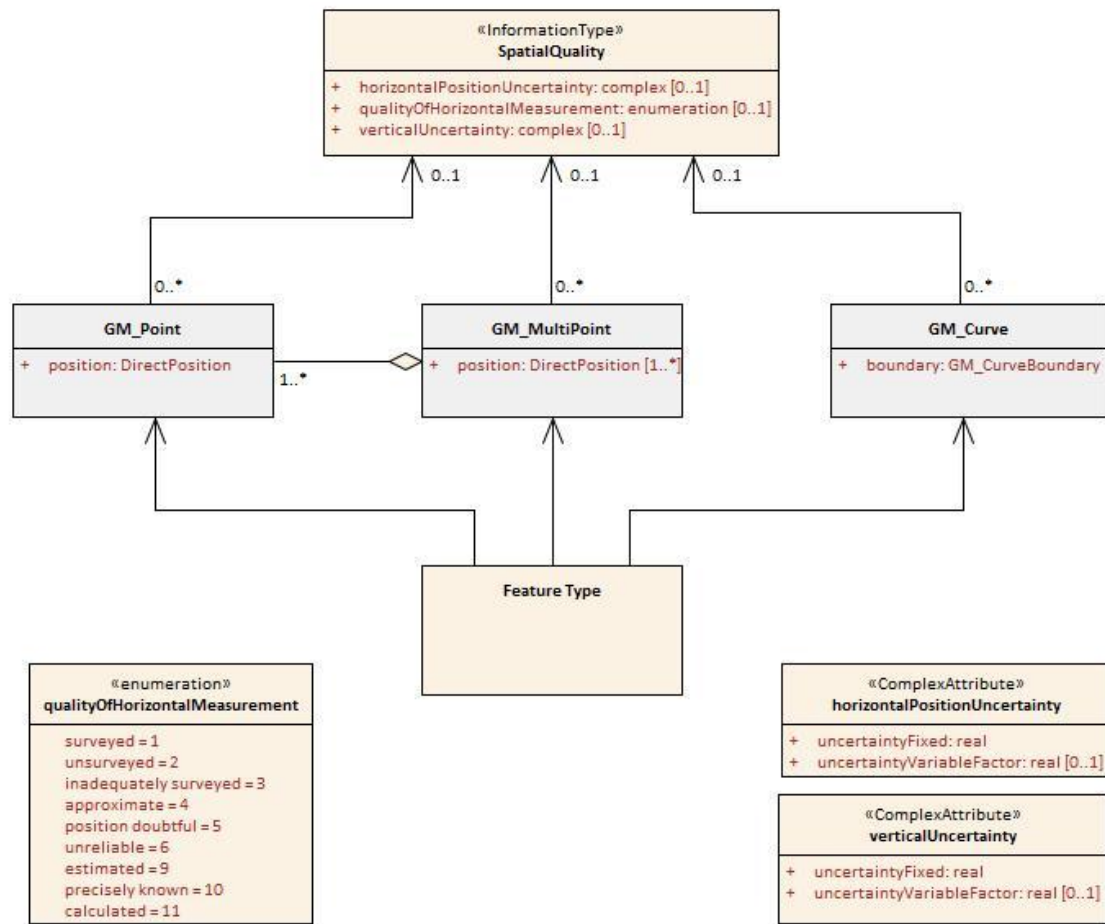 «InformationType»
SpatialQuality
+ horizontalPositionUncertainty: complex [0..1]
+ qualityOfHorizontalMeasurement: enumeration [0..1]
+ verticalUncertainty: complex [0..1]
0..1
0..1
0..1
0..*
0..*
0..*
GM_Point
+ position: DirectPosition
1..*
GM_MultiPoint
+ position: DirectPosition [1..*]
GM_Curve
+ boundary: GM_CurveBoundary
Feature Type
«enumeration»
qualityOfHorizontalMeasurement
surveyed = 1
unsurveyed = 2
inadequately surveyed = 3
approximate = 4
position doubtful = 5
unreliable = 6
estimated = 9
precisely known = 10
calculated = 11
«ComplexAttribute»
horizontalPositionUncertainty
+ uncertaintyFixed: real
+ uncertaintyVariableFactor: real [0..1]
«ComplexAttribute»
verticalUncertainty
+ uncertaintyFixed: real
+ uncertaintyVariableFactor: real [0..1]